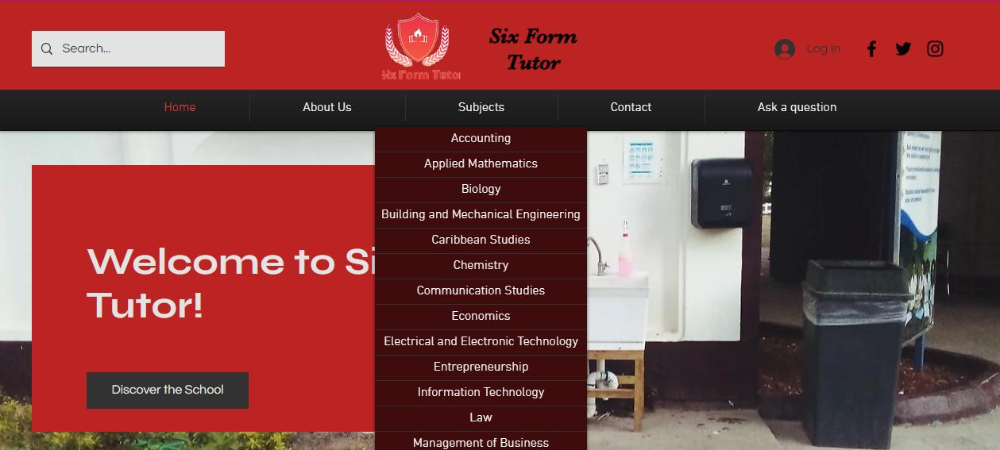 Search...
Six Form Tutor
Six Form
Tutor
Log In
Home
About Us
Subjects
Contact
Ask a question
Accounting
Applied Mathematics
Biology
Building and Mechanical Engineering
Caribbean Studies
Chemistry
Communication Studies
Economics
Electrical and Electronic Technology
Entrepreneurship
Information Technology
Law
Management of Business
Welcome to Si
Tutor!
Discover the School